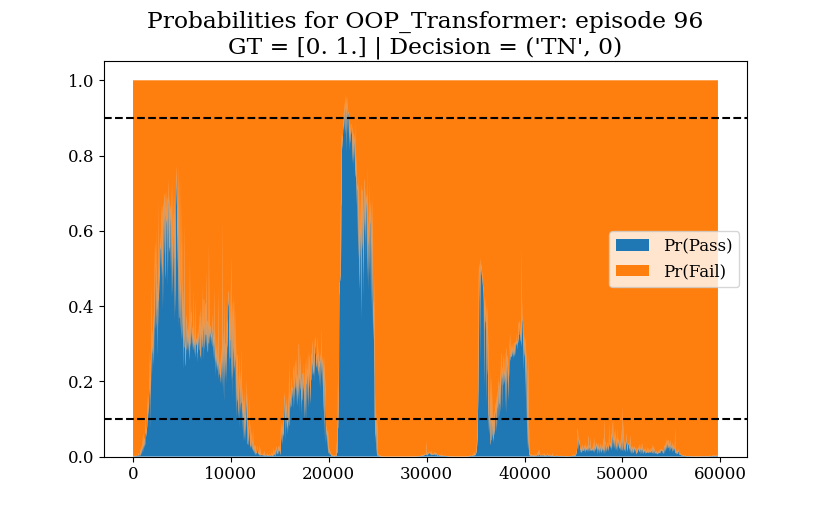 Probabilities for OOP_Transformer: episode 96
GT = [0. 1.] | Decision = ('TN', 0)
1.0
0.8
0.6
0.4
0.2
0.0
Pr(Pass)
Pr(Fail)
0 10000 20000 30000 40000 50000 60000